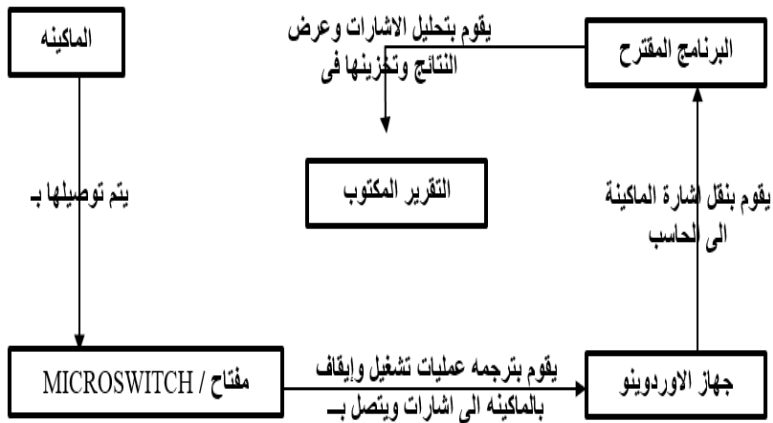 الماكينه
يقوم بتحليل الاشارات وعرض
النتائج وتخزينها فى
البرنامج المقترح
التقرير المكتوب
يتم توصيلها بـ
يقوم بنقل اشارة الماكينة
الى الحاسب
مفتاح / MICROSWITCH
يقوم بترجمه عمليات تشغيل وإيقاف
بالماكينه الى اشارات ويتصل بــ
جهاز الاوردوينو